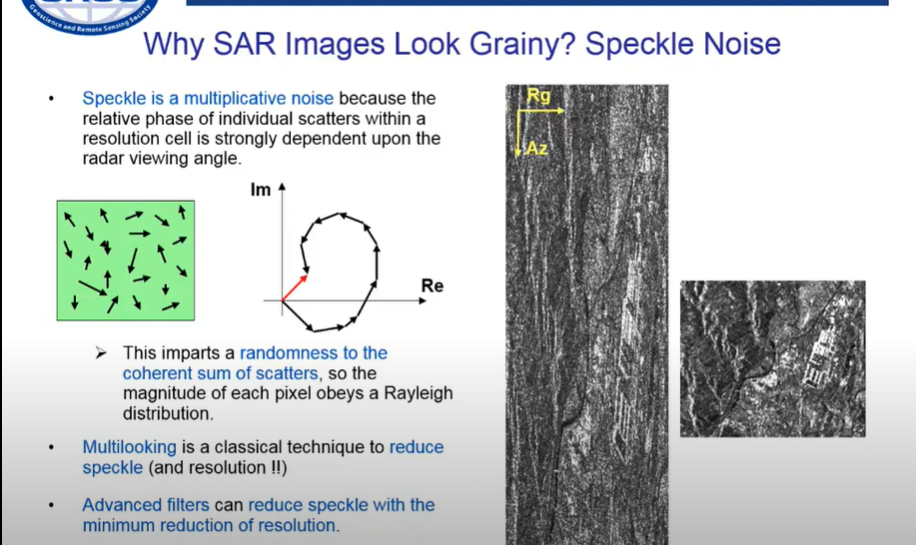 Geoscience and Remote Sensing Society
Why SAR Images Look Grainy? Speckle Noise
• Speckle is a multiplicative noise because the
relative phase of individual scatters within a
resolution cell is strongly dependent upon the
radar viewing angle.
Im
Re
➢ This imparts a randomness to the
coherent sum of scatters, so the
magnitude of each pixel obeys a Rayleigh
distribution.
• Multilooking is a classical technique to reduce
speckle (and resolution !!)
• Advanced filters can reduce speckle with the
minimum reduction of resolution.
Rg
Az